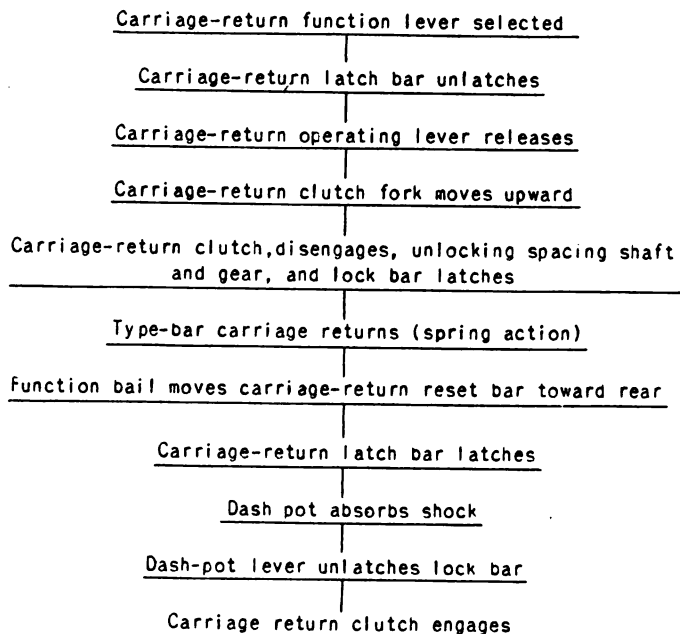 Carriage-return function lever selected
Carriage-return latch bar unlatches
Carriage-return operating lever releases
Carriage-return clutch fork moves upward
Carriage-return clutch,disengages, unlocking spacing shaft
and gear, and lock bar latches
Type-bar carriage returns (spring action)
Function bail moves carriage-return reset bar toward rear
Carriage-return latch bar latches
Dash pot absorbs shock
Dash-pot lever unlatches lock bar
Carriage return clutch engages